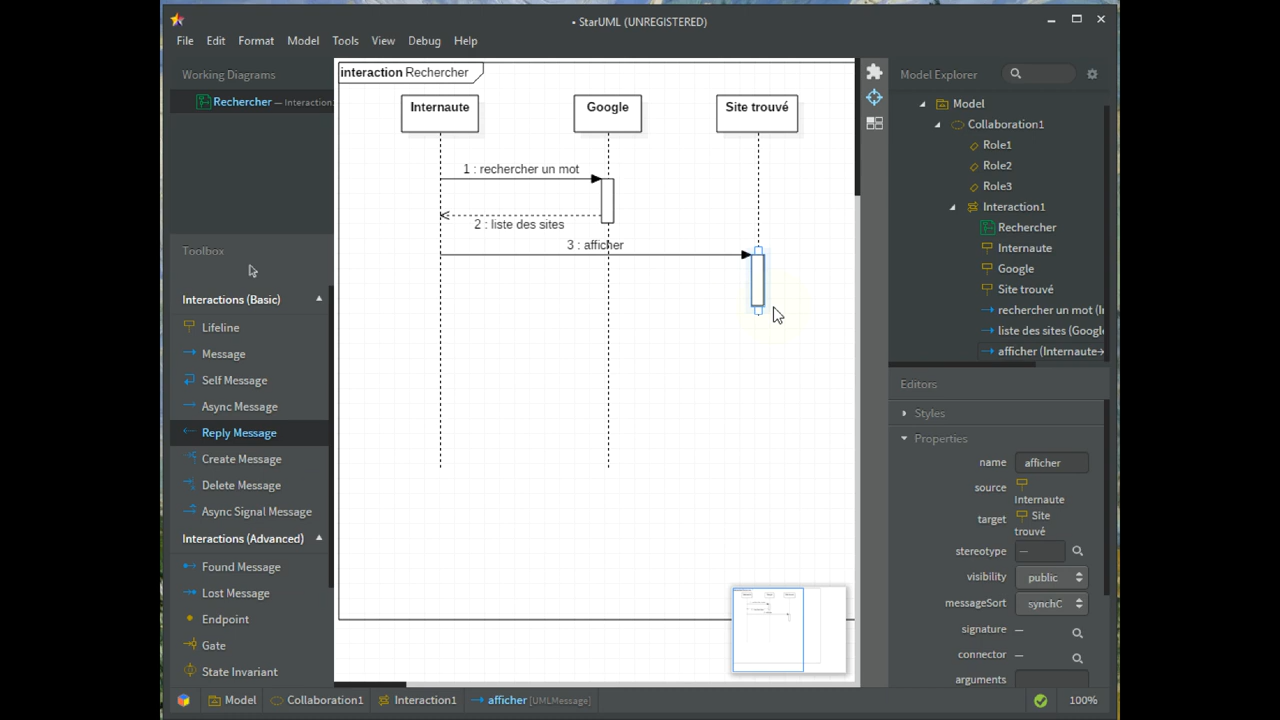 • StarUML (UNREGISTERED)
File Edit Format Model Tools View Debug Help
Working Diagrams
Rechercher — Interaction
Toolbox
Interactions (Basic)
Lifeline
Message
Self Message
Async Message
Reply Message
Create Message
Delete Message
Async Signal Message
Interactions (Advanced)
Found Message
Lost Message
Endpoint
Gate
State Invariant
interaction Rechercher
Internaute Google Site trouvé
1 : rechercher un mot
2 : liste des sites
3 : afficher
Model Explorer
Model
Collaboration1
Role1
Role2
Role3
Interaction1
Rechercher
Internaute
Google
Site trouvé
rechercher un mot (I
liste des sites (Google
afficher (Internaute→
Editors
Styles
Properties
name afficher
source
Internaute
target Site
trouvé
stereotype —
visibility public
messageSort synchC
signature —
connector —
arguments
Model Collaboration1 Interaction1 afficher [UMLMessage] 100%